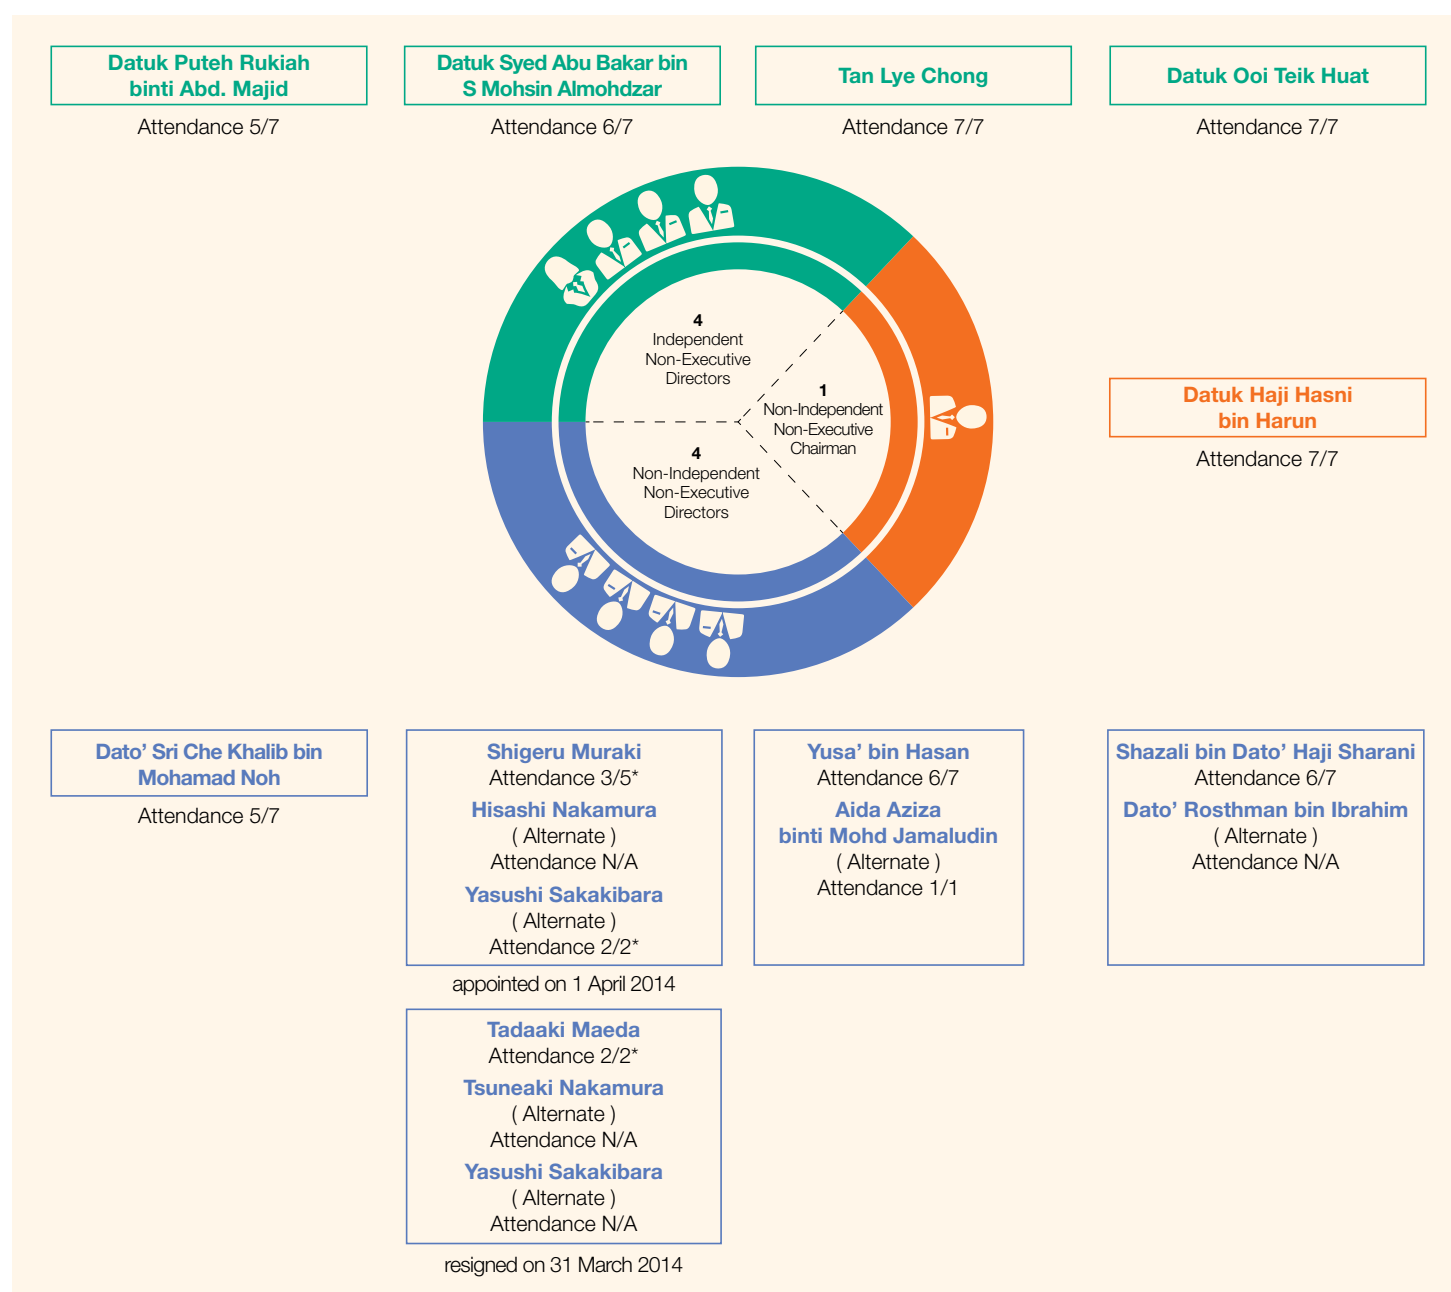 Datuk Puteh Rukiah
binti Abd. Majid
Attendance 5/7
Datuk Syed Abu Bakar bin
S Mohsin Almohdzar
Attendance 6/7
Tan Lye Chong
Attendance 7/7
Datuk Ooi Teik Huat
Attendance 7/7
4
Independent
Non-Executive
Directors
1
Non-Independent
Non-Executive
Chairman
4
Non-Independent
Non-Executive
Directors
Datuk Haji Hasni
bin Harun
Attendance 7/7
Dato’ Sri Che Khalib bin
Mohamad Noh
Attendance 5/7
Shigeru Muraki
Attendance 3/5*
Hisashi Nakamura
( Alternate )
Attendance N/A
Yasushi Sakakibara
( Alternate )
Attendance 2/2*
appointed on 1 April 2014
Tadaaki Maeda
Attendance 2/2*
Tsuneaki Nakamura
( Alternate )
Attendance N/A
Yasushi Sakakibara
( Alternate )
Attendance N/A
resigned on 31 March 2014
Yusa’ bin Hasan
Attendance 6/7
Aida Aziza
binti Mohd Jamaludin
( Alternate )
Attendance 1/1
Shazali bin Dato’ Haji Sharani
Attendance 6/7
Dato’ Rosthman bin Ibrahim
( Alternate )
Attendance N/A